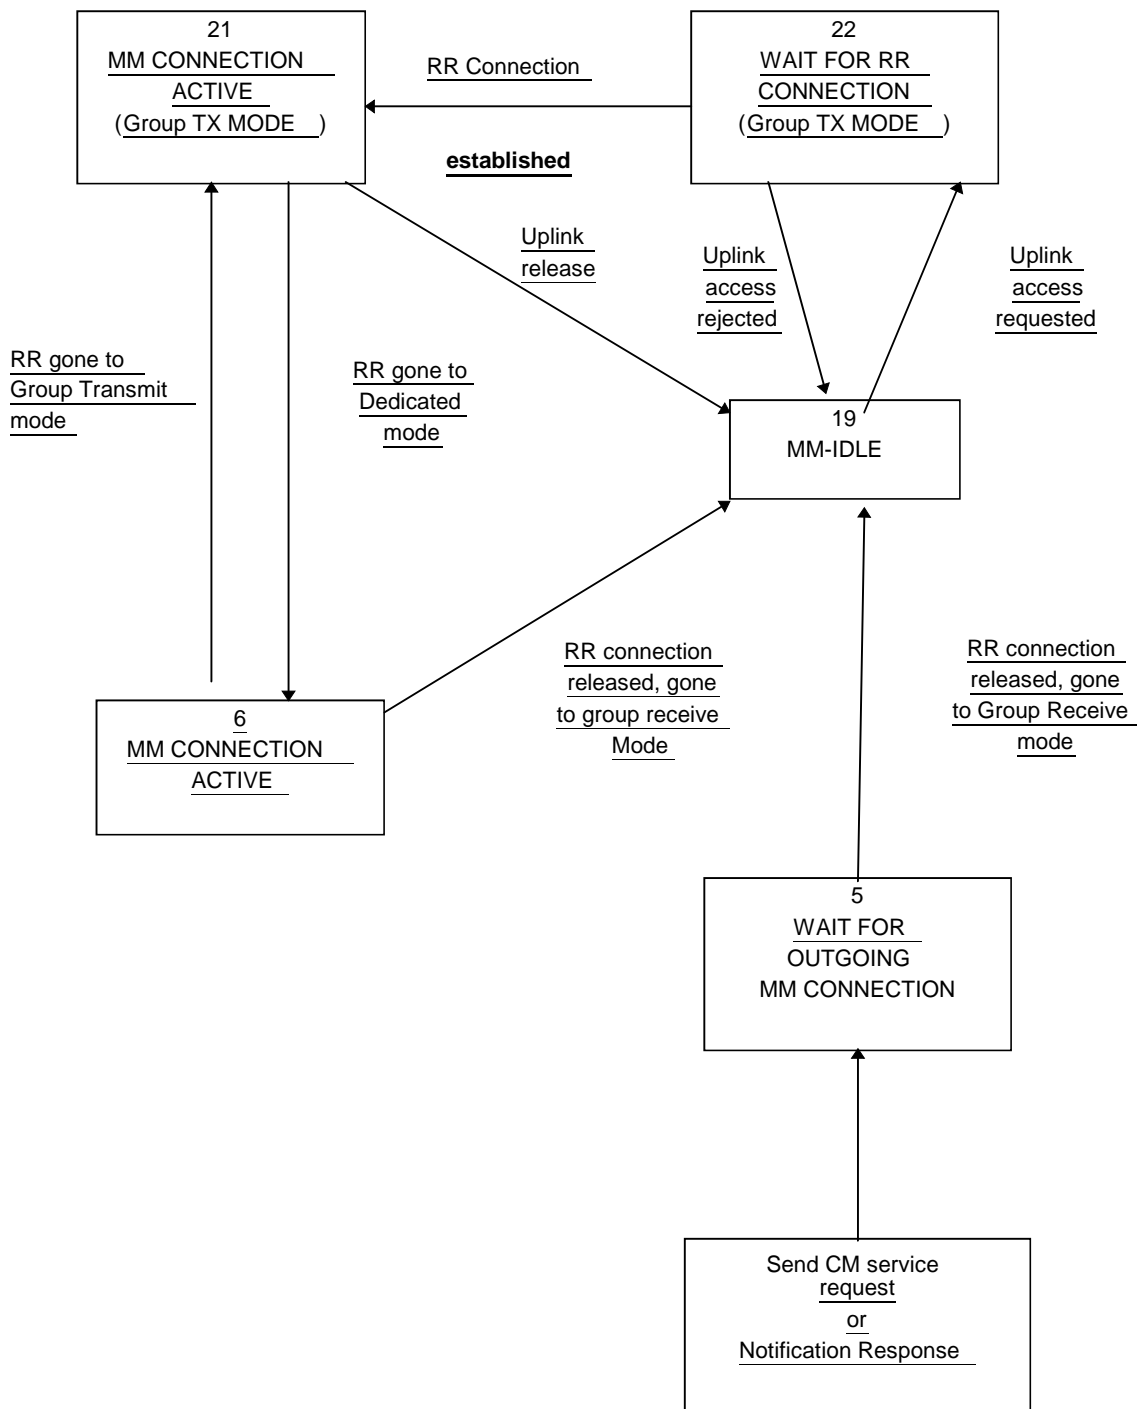 21
MM CONNECTION
ACTIVE
(Group TX MODE )
RR Connection
established
22
WAIT FOR RR
CONNECTION
(Group TX MODE )
Uplink
release
Uplink
access
rejected
Uplink
access
requested
RR gone to
Group Transmit
mode
RR gone to
Dedicated
mode
19
MM-IDLE
RR connection
released, gone
to group receive
Mode
RR connection
released, gone
to Group Receive
mode
6
MM CONNECTION
ACTIVE
5
WAIT FOR
OUTGOING
MM CONNECTION
Send CM service
request
or
Notification Response